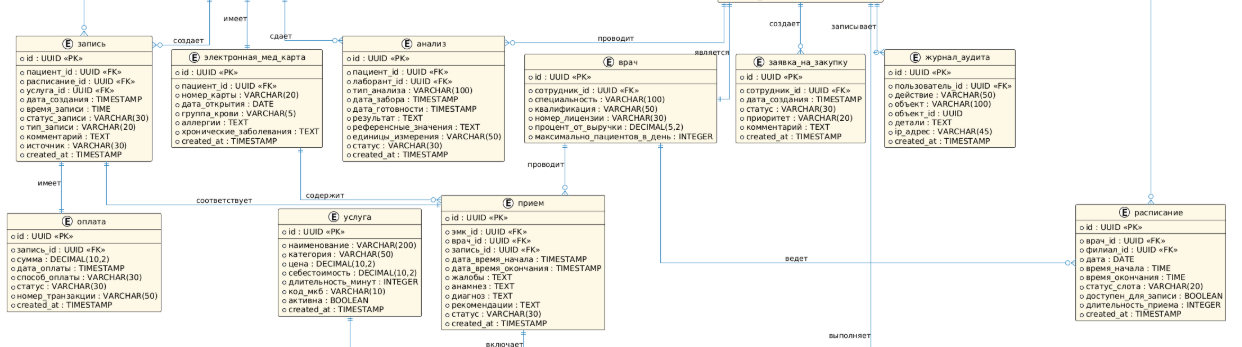 имеет
сдает
создает
создает
записывает
проводит
является
Е запись
id : UUID «PK»
пациент_id : UUID «FK»
расписание_id : UUID «FK»
услуга_id : UUID «FK»
дата_создания : TIMESTAMP
время_записи : TIME
статус_записи : VARCHAR(30)
тип_записи : VARCHAR(20)
комментарий : TEXT
источник : VARCHAR(30)
created_at : TIMESTAMP
Е электронная_мед_карта
id : UUID «PK»
пациент_id : UUID «FK»
номер_карты : VARCHAR(20)
дата_открытия : DATE
группа_крови : VARCHAR(5)
аллергии : TEXT
хронические_заболевания : TEXT
created_at : TIMESTAMP
Е анализ
id : UUID «PK»
пациент_id : UUID «FK»
лаборант_id : UUID «FK»
тип_анализа : VARCHAR(100)
дата_забора : TIMESTAMP
дата_готовности : TIMESTAMP
результат : TEXT
референсные_значения : TEXT
единицы_измерения : VARCHAR(50)
статус : VARCHAR(30)
created_at : TIMESTAMP
Е врач
id : UUID «PK»
сотрудник_id : UUID «FK»
специальность : VARCHAR(100)
квалификация : VARCHAR(50)
номер_лицензии : VARCHAR(30)
процент_от_выручки : DECIMAL(5,2)
максимально_пациентов_в_день : INTEGER
Е заявка_на_закупку
id : UUID «PK»
сотрудник_id : UUID «FK»
дата_создания : TIMESTAMP
статус : VARCHAR(30)
приоритет : VARCHAR(20)
комментарий : TEXT
created_at : TIMESTAMP
Е журнал_аудита
id : UUID «PK»
пользователь_id : UUID «FK»
действие : VARCHAR(50)
объект : VARCHAR(100)
объект_id : UUID
детали : TEXT
ip_адрес : VARCHAR(45)
created_at : TIMESTAMP
проводит
имеет
соответствует
содержит
Е оплата
id : UUID «PK»
запись_id : UUID «FK»
сумма : DECIMAL(10,2)
дата_оплаты : TIMESTAMP
способ_оплаты : VARCHAR(30)
статус : VARCHAR(30)
номер_транзакции : VARCHAR(50)
created_at : TIMESTAMP
Е услуга
id : UUID «PK»
наименование : VARCHAR(200)
категория : VARCHAR(50)
цена : DECIMAL(10,2)
себестоимость : DECIMAL(10,2)
длительность_минут : INTEGER
код_мкб : VARCHAR(10)
активна : BOOLEAN
created_at : TIMESTAMP
Е прием
id : UUID «PK»
эмк_id : UUID «FK»
врач_id : UUID «FK»
запись_id : UUID «FK»
дата_время_начала : TIMESTAMP
дата_время_окончания : TIMESTAMP
жалобы : TEXT
анамнез : TEXT
диагноз : TEXT
рекомендации : TEXT
статус : VARCHAR(30)
created_at : TIMESTAMP
ведет
Е расписание
id : UUID «PK»
врач_id : UUID «FK»
филиал_id : UUID «FK»
дата : DATE
время_начала : TIME
время_окончания : TIME
статус_слота : VARCHAR(20)
доступен_для_записи : BOOLEAN
длительность_приема : INTEGER
created_at : TIMESTAMP
выполняет
включает